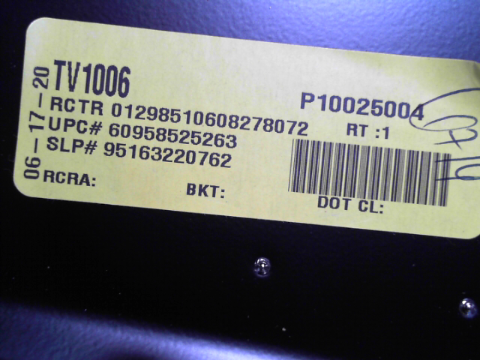 06-17-20
TV1006
P10025004
RCTR 01298510608278072
RT :1
UPC# 60958525263
SLP# 95163220762
RCRA:
BKT:
DOT CL: